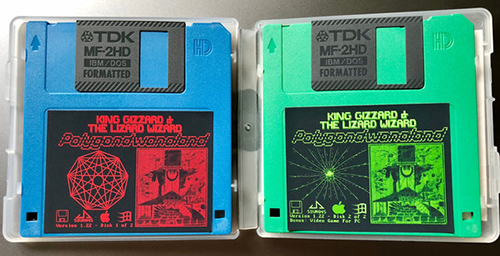 TDK
MF-2HD
IBM/DOS
FORMATTED
HD
KING GIZZARD &
THE LIZARD WIZARD
Polygondwanaland
SOUNDS
Version 1.22 - Disk 1 of 2
TDK
MF-2HD
IBM/DOS
FORMATTED
HD
KING GIZZARD &
THE LIZARD WIZARD
Polygondwanaland
SOUNDS
Version 1.22 - Disk 2 of 2
Bonus: Video Game for PC